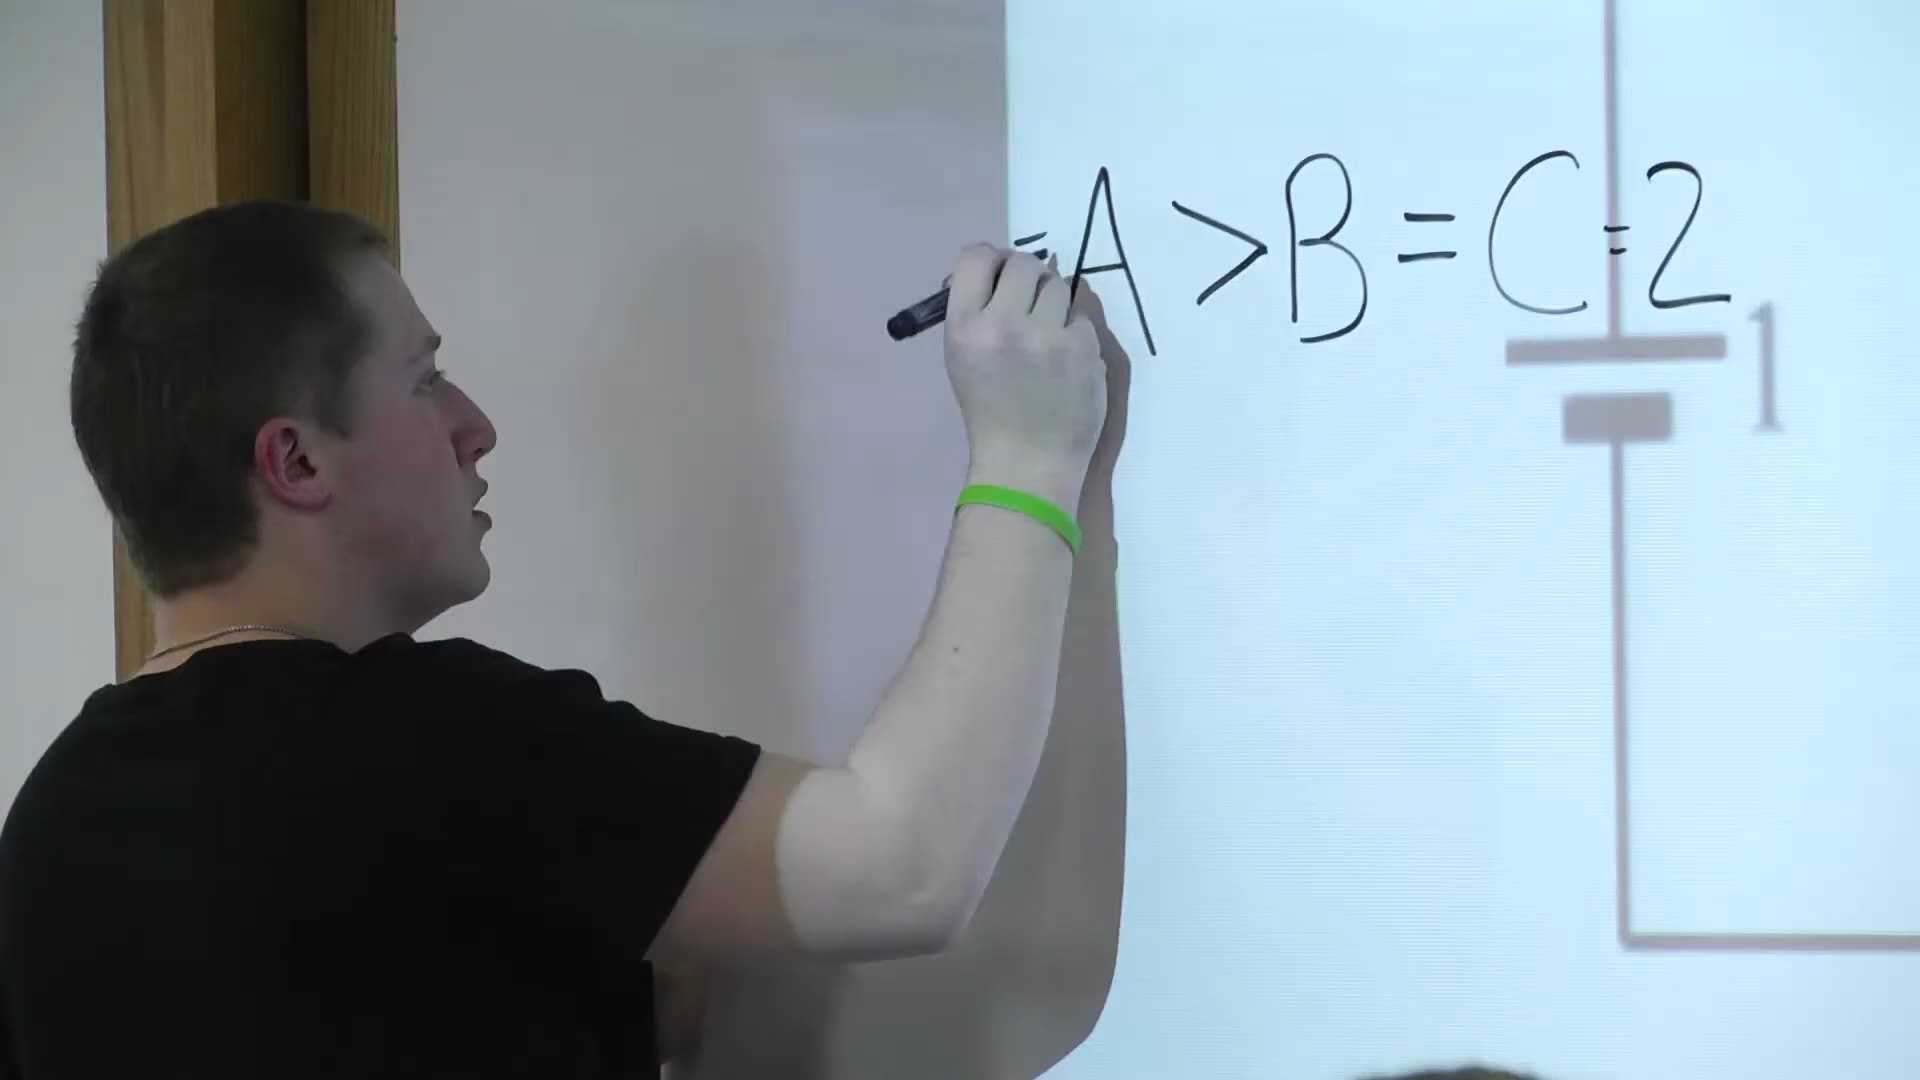 = A > B = C = 2
1